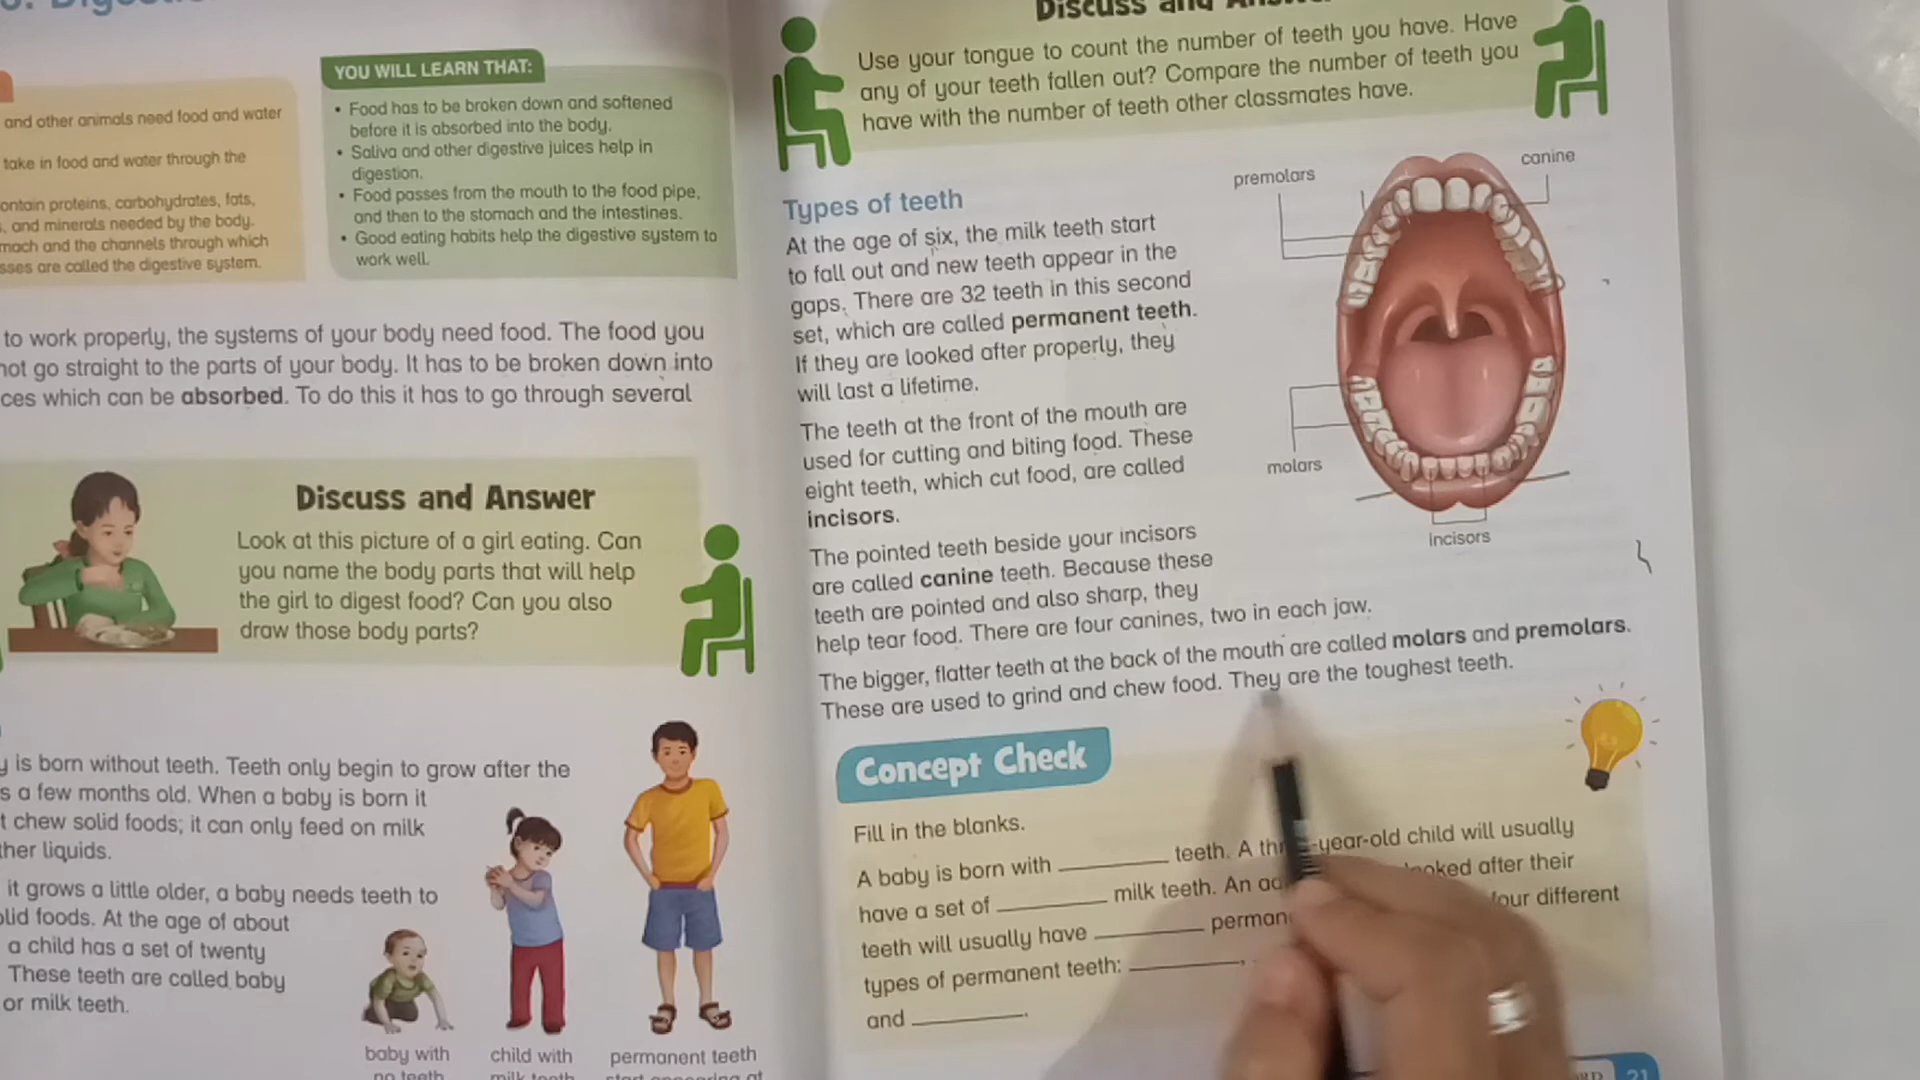 and other animals need food and water
take in food and water through the
contain proteins, carbohydrates, fats,
and minerals needed by the body.
and the channels through which
are called the digestive system.
YOU WILL LEARN THAT:
• Food has to be broken down and softened
before it is absorbed into the body.
• Saliva and other digestive juices help in
digestion.
• Food passes from the mouth to the food pipe,
and then to the stomach and the intestines.
• Good eating habits help the digestive system to
work well.
to work properly, the systems of your body need food. The food you
not go straight to the parts of your body. It has to be broken down into
which can be absorbed. To do this it has to go through several
Discuss and Answer
Look at this picture of a girl eating. Can
you name the body parts that will help
the girl to digest food? Can you also
draw those body parts?
is born without teeth. Teeth only begin to grow after the
a few months old. When a baby is born it
chew solid foods; it can only feed on milk
liquids.
it grows a little older, a baby needs teeth to
foods. At the age of about
a child has a set of twenty
These teeth are called baby
or milk teeth.
baby with
no teeth
child with
milk teeth
permanent teeth
start appearing at
Discuss and
Use your tongue to count the number of teeth you have. Have
any of your teeth fallen out? Compare the number of teeth you
have with the number of teeth other classmates have.
Types of teeth
At the age of six, the milk teeth start
to fall out and new teeth appear in the
gaps. There are 32 teeth in this second
set, which are called permanent teeth.
If they are looked after properly, they
will last a lifetime.
The teeth at the front of the mouth are
used for cutting and biting food. These
eight teeth, which cut food, are called
incisors.
The pointed teeth beside your incisors
are called canine teeth. Because these
teeth are pointed and also sharp, they
help tear food. There are four canines, two in each jaw.
The bigger, flatter teeth at the back of the mouth are called molars and premolars.
These are used to grind and chew food. They are the toughest teeth.
premolars
canine
molars
incisors
Concept Check
Fill in the blanks.
A baby is born with ________ teeth. A -year-old child will usually
have a set of ________ milk teeth. An looked after their
teeth will usually have ________ four different
types of permanent teeth: ________,
and ________.
21